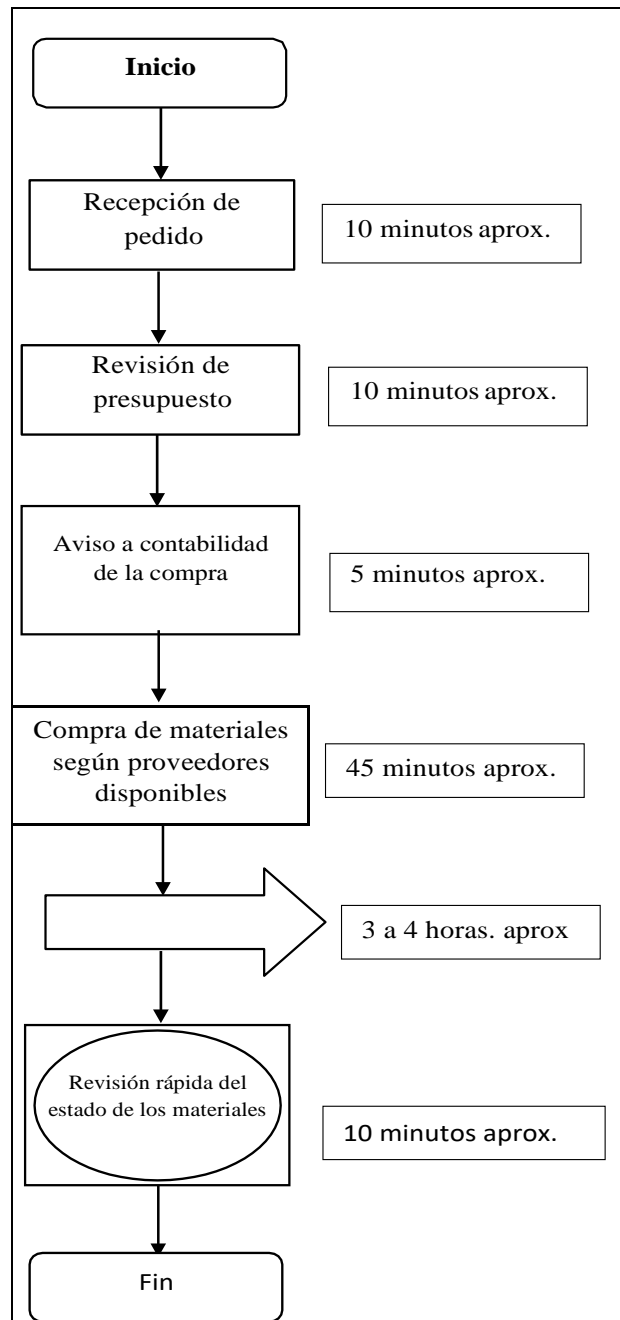 Inicio
Recepción de
pedido
10 minutos aprox.
Revisión de
presupuesto
10 minutos aprox.
Aviso a contabilidad
de la compra
5 minutos aprox.
Compra de materiales
según proveedores
disponibles
45 minutos aprox.
3 a 4 horas. aprox
Revisión rápida del
estado de los materiales
10 minutos aprox.
Fin